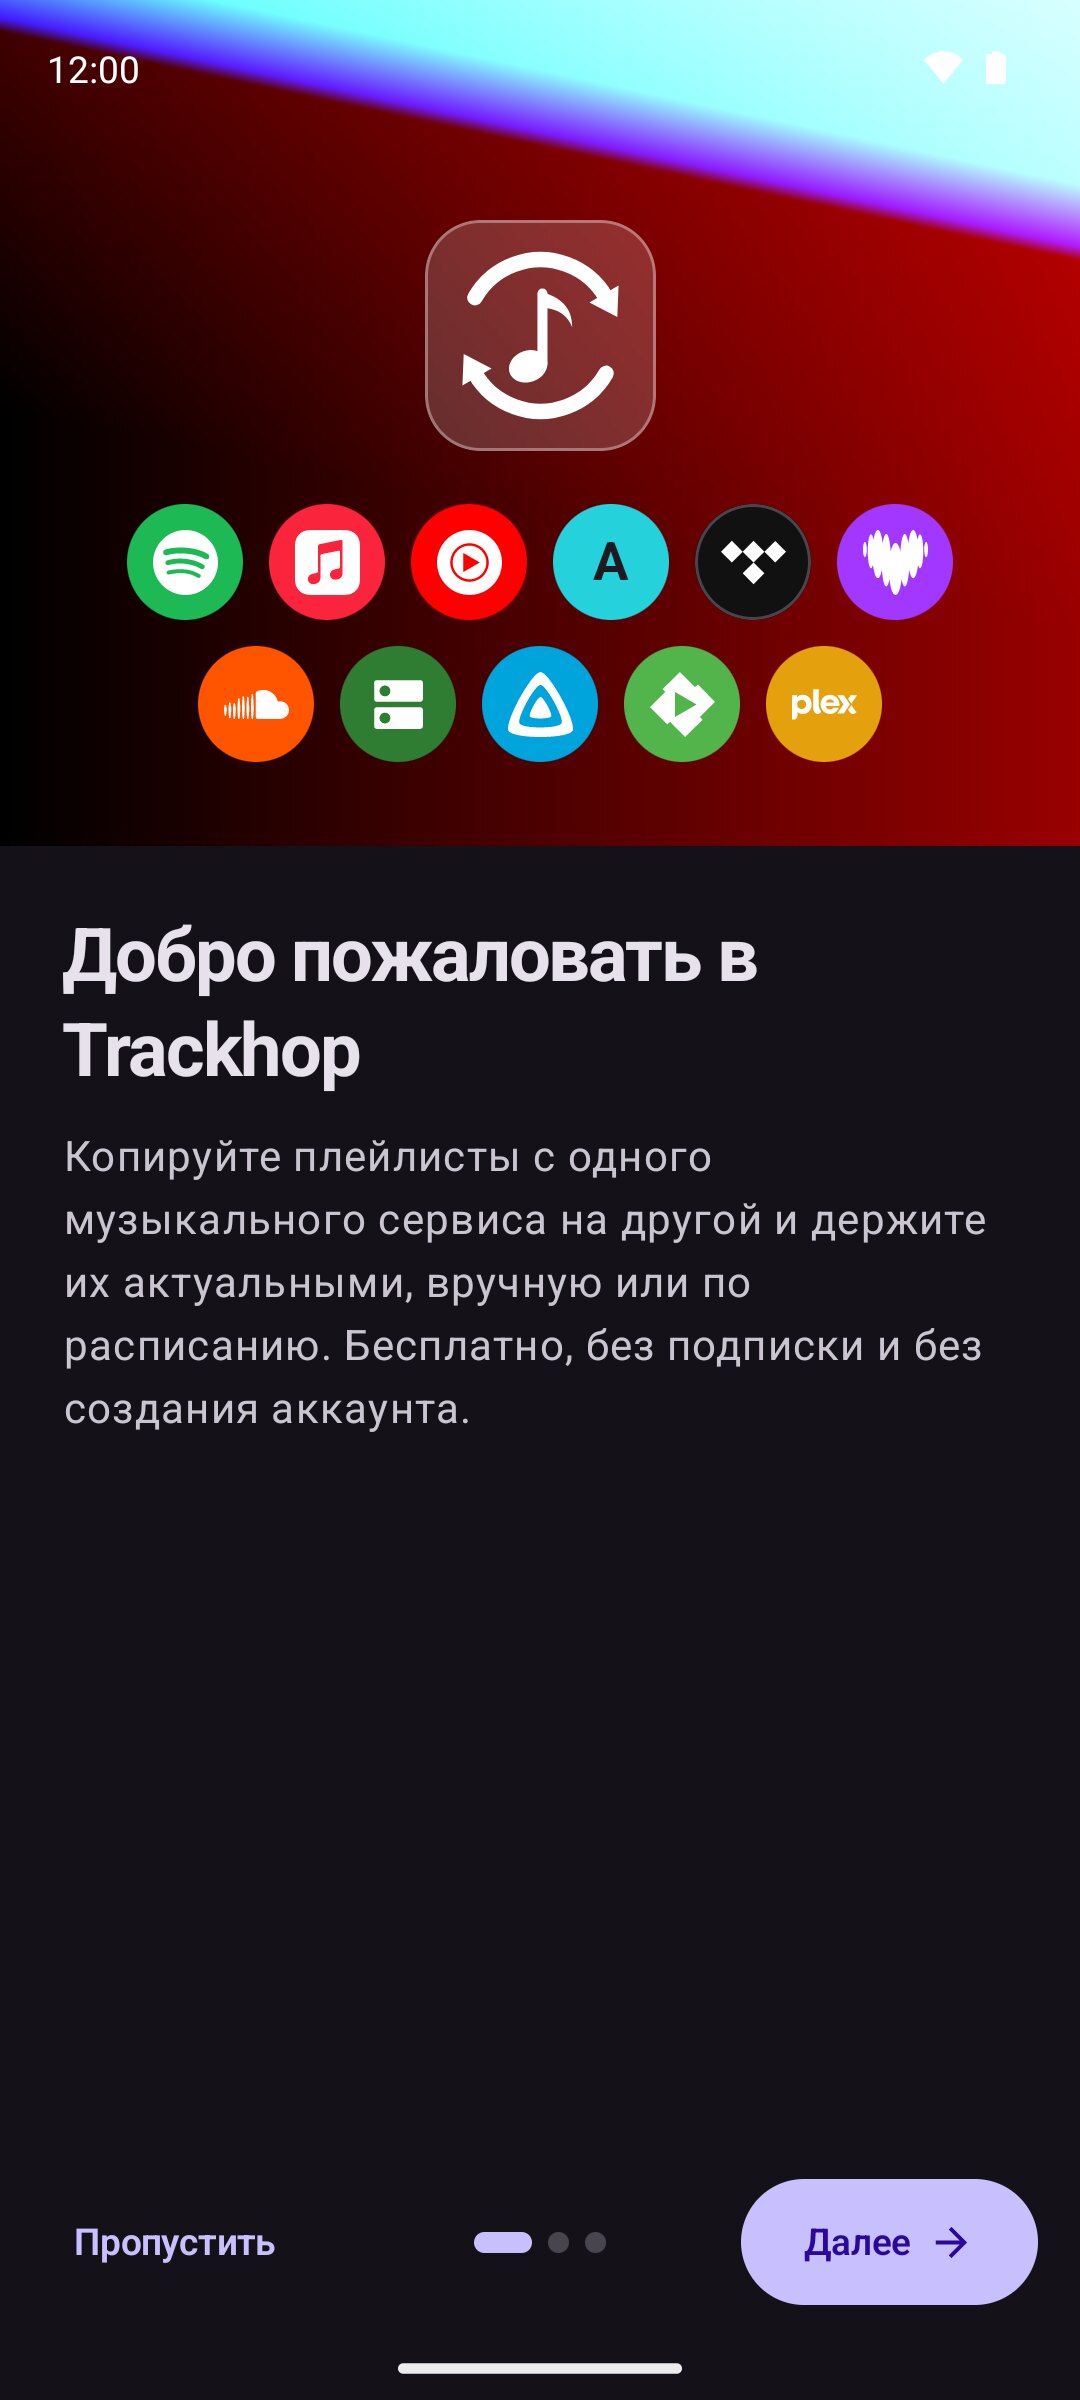 12:00
A
plex
Добро пожаловать в
Trackhop
Копируйте плейлисты с одного
музыкального сервиса на другой и держите
их актуальными, вручную или по
расписанию. Бесплатно, без подписки и без
создания аккаунта.
Пропустить
Далее